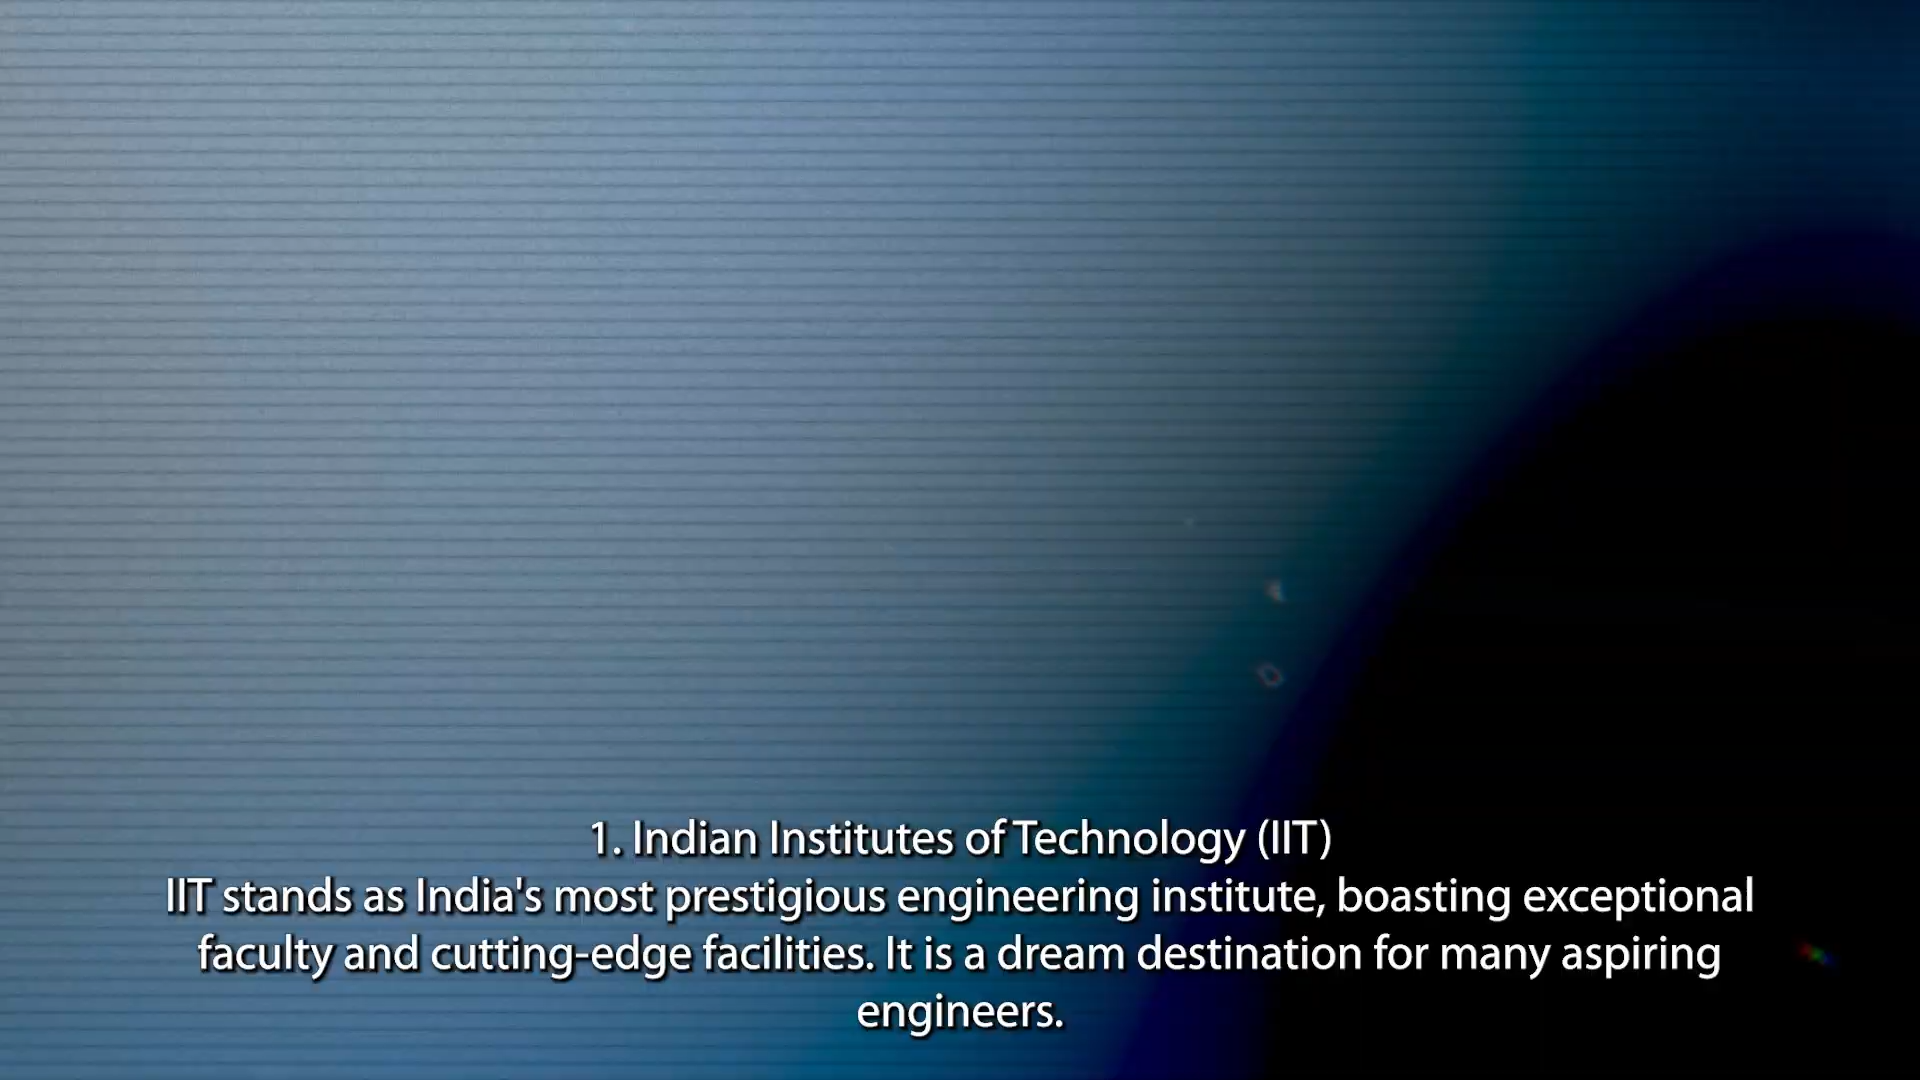 1. Indian Institutes of Technology (IIT)
IIT stands as India's most prestigious engineering institute, boasting exceptional
faculty and cutting-edge facilities. It is a dream destination for many aspiring
engineers.